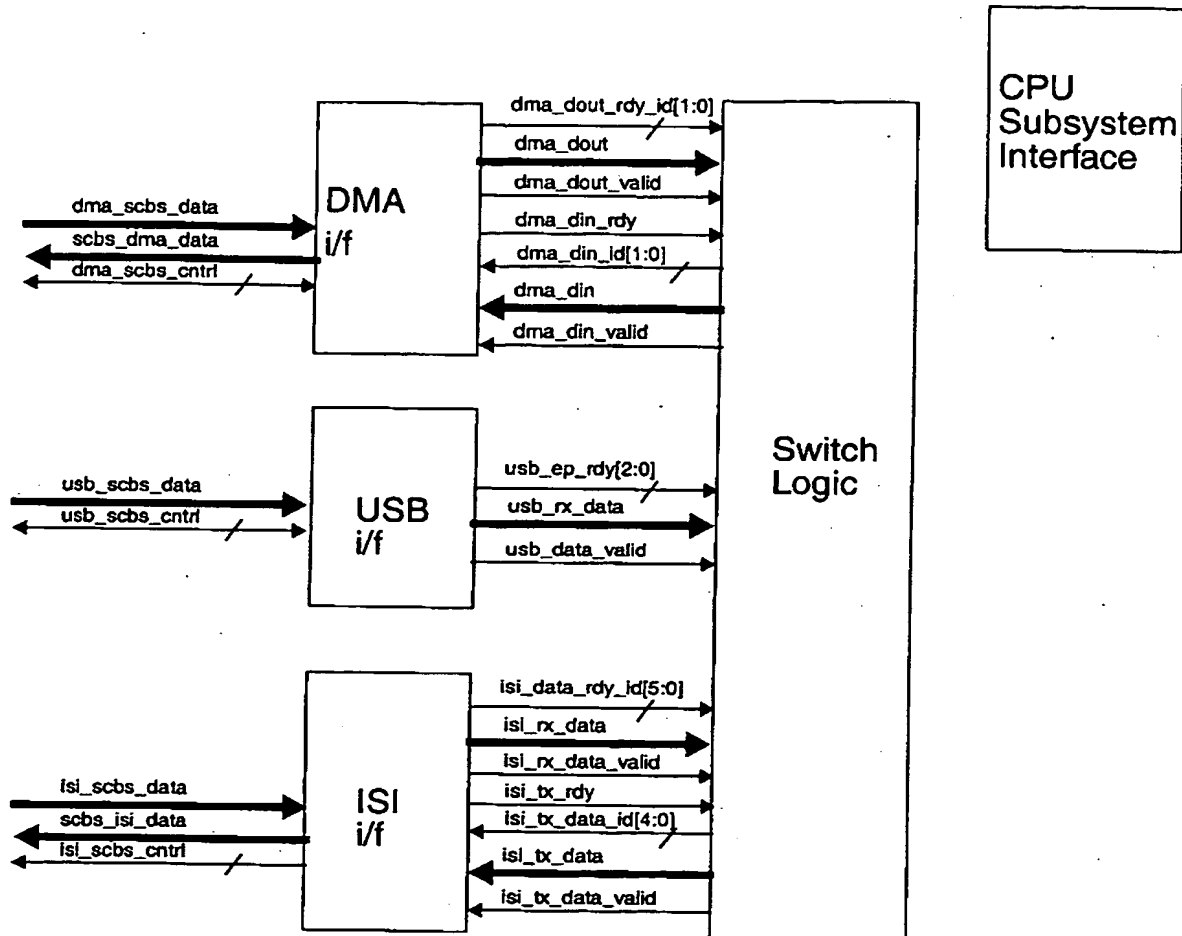 CPU
Subsystem
Interface
dma_dout_rdy_id[1:0]
dma_dout
dma_dout_valid
dma_din_rdy
dma_din_id[1:0]
dma_din
dma_din_valid
DMA
i/f
dma_scbs_data
scbs_dma_data
dma_scbs_cntrl
Switch
Logic
usb_scbs_data
usb_scbs_cntrl
USB
i/f
usb_ep_rdy[2:0]
usb_rx_data
usb_data_valid
isi_data_rdy_id[5:0]
isi_rx_data
isi_rx_data_valid
isi_tx_rdy
isi_tx_data_id[4:0]
isi_tx_data
isi_tx_data_valid
isi_scbs_data
scbs_isi_data
isi_scbs_cntrl
ISI
i/f